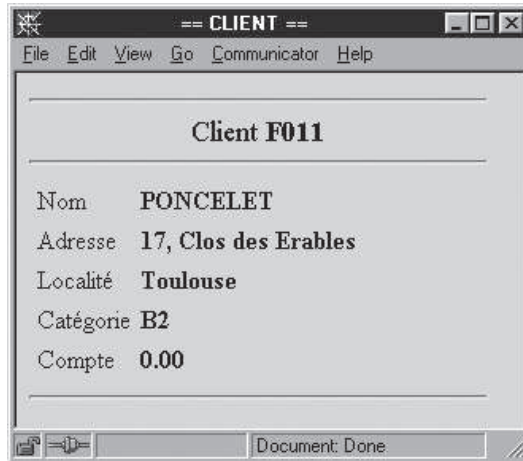 == CLIENT ==
File Edit View Go Communicator Help
Client F011
Nom PONCELET
Adresse 17, Clos des Erables
Localité Toulouse
Catégorie B2
Compte 0.00
Document: Done